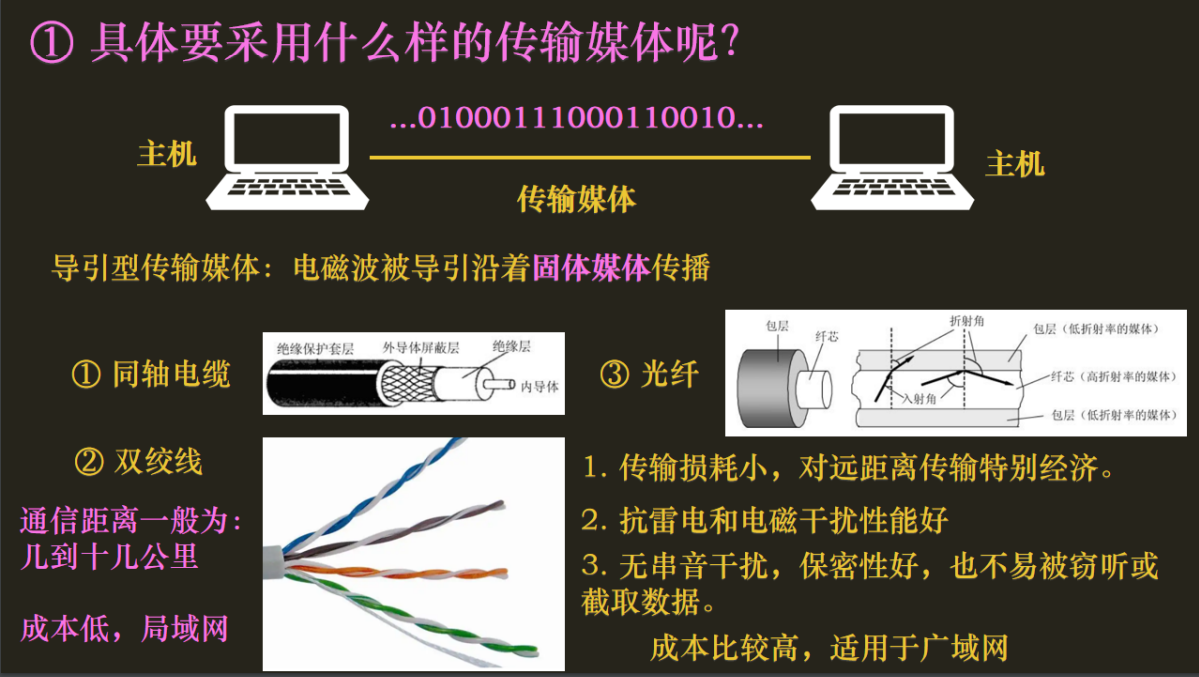 ① 具体要采用什么样的传输媒体呢？
...01000111000110010...
主机
主机
传输媒体
导引型传输媒体：电磁波被导引沿着固体媒体传播
① 同轴电缆
绝缘保护套层
外导体屏蔽层
绝缘层
内导体
② 双绞线
通信距离一般为：
几到十几公里
成本低，局域网
③ 光纤
包层
纤芯
折射角
入射角
包层（低折射率的媒体）
纤芯（高折射率的媒体）
包层（低折射率的媒体）
1. 传输损耗小，对远距离传输特别经济。
2. 抗雷电和电磁干扰性能好
3. 无串音干扰，保密性好，也不易被窃听或
截取数据。
成本比较高，适用于广域网